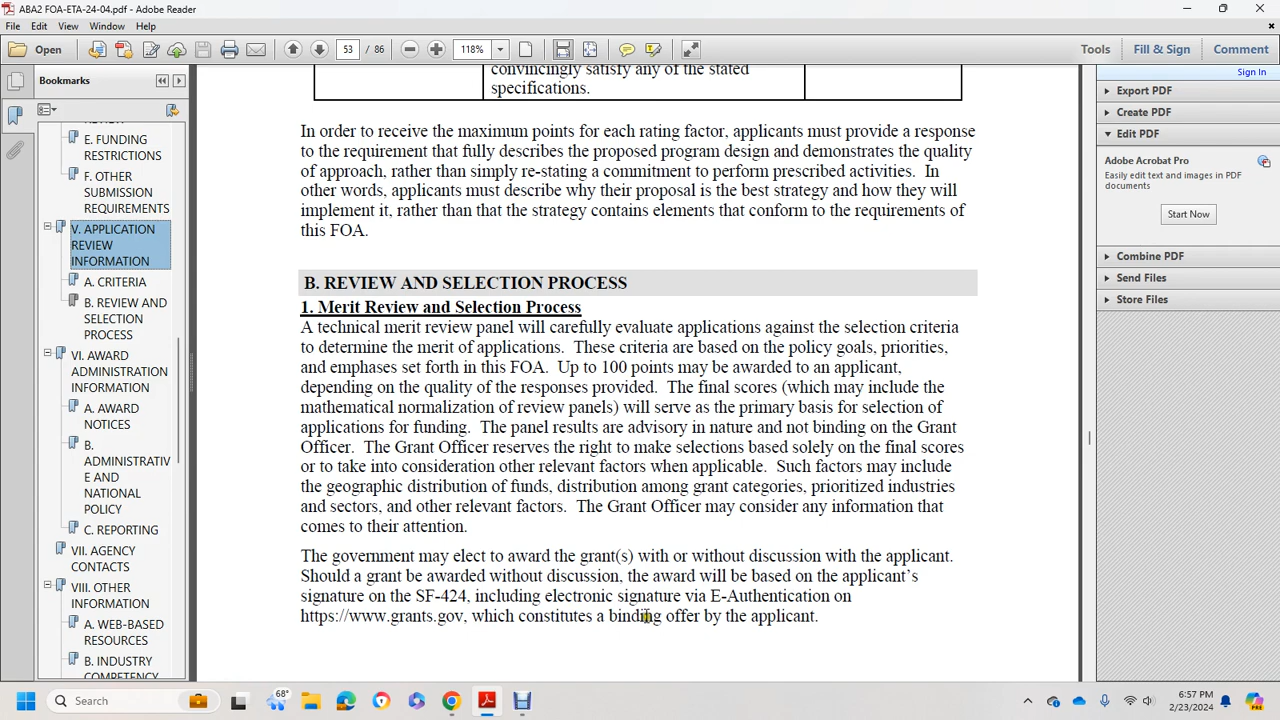 ABA2 FOA-ETA-24-04.pdf - Adobe Reader
File Edit View Window Help
Open
53 / 86
118%
Tools
Fill & Sign
Comment
Bookmarks
E. FUNDING
RESTRICTIONS
F. OTHER
SUBMISSION
REQUIREMENTS
V. APPLICATION
REVIEW
INFORMATION
A. CRITERIA
B. REVIEW AND
SELECTION
PROCESS
VI. AWARD
ADMINISTRATION
INFORMATION
A. AWARD
NOTICES
B.
ADMINISTRATIV
E AND
NATIONAL
POLICY
C. REPORTING
VII. AGENCY
CONTACTS
VIII. OTHER
INFORMATION
A. WEB-BASED
RESOURCES
B. INDUSTRY
COMPETENCY
convincingly satisfy any of the stated
specifications.
In order to receive the maximum points for each rating factor, applicants must provide a response
to the requirement that fully describes the proposed program design and demonstrates the quality
of approach, rather than simply re-stating a commitment to perform prescribed activities. In
other words, applicants must describe why their proposal is the best strategy and how they will
implement it, rather than that the strategy contains elements that conform to the requirements of
this FOA.
B. REVIEW AND SELECTION PROCESS
1. Merit Review and Selection Process
A technical merit review panel will carefully evaluate applications against the selection criteria
to determine the merit of applications. These criteria are based on the policy goals, priorities,
and emphases set forth in this FOA. Up to 100 points may be awarded to an applicant,
depending on the quality of the responses provided. The final scores (which may include the
mathematical normalization of review panels) will serve as the primary basis for selection of
applications for funding. The panel results are advisory in nature and not binding on the Grant
Officer. The Grant Officer reserves the right to make selections based solely on the final scores
or to take into consideration other relevant factors when applicable. Such factors may include
the geographic distribution of funds, distribution among grant categories, prioritized industries
and sectors, and other relevant factors. The Grant Officer may consider any information that
comes to their attention.
The government may elect to award the grant(s) with or without discussion with the applicant.
Should a grant be awarded without discussion, the award will be based on the applicant's
signature on the SF-424, including electronic signature via E-Authentication on
https://www.grants.gov, which constitutes a binding offer by the applicant.
Sign In
Export PDF
Create PDF
Edit PDF
Adobe Acrobat Pro
Easily edit text and images in PDF
documents
Start Now
Combine PDF
Send Files
Store Files
Search
68°
6:57 PM
2/23/2024